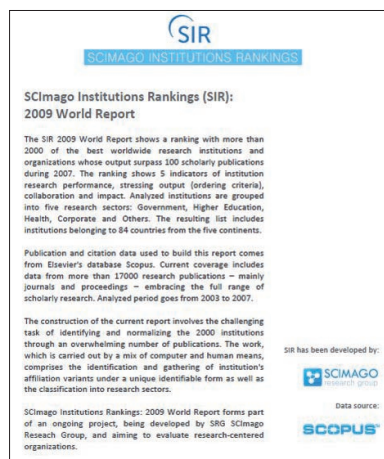 SIR
SCIMAGO INSTITUTIONS RANKINGS
SCImago Institutions Rankings (SIR):
2009 World Report
The SIR 2009 World Report shows a ranking with more than
2000 of the best worldwide research institutions and
organizations whose output surpass 100 scholarly publications
during 2007. The ranking shows 5 indicators of institution
research performance, stressing output (ordering criteria),
collaboration and impact. Analyzed institutions are grouped
into five research sectors: Government, Higher Education,
Health, Corporate and Others. The resulting list includes
institutions belonging to 84 countries from the five continents.
Publication and citation data used to build this report comes
from Elsevier's database Scopus. Current coverage includes
data from more than 17000 research publications – mainly
journals and proceedings – embracing the full range of
scholarly research. Analyzed period goes from 2003 to 2007.
The construction of the current report involves the challenging
task of identifying and normalizing the 2000 institutions
through an overwhelming number of publications. The work,
which is carried out by a mix of computer and human means,
comprises the identification and gathering of institution's
affiliation variants under a unique identifiable form as well as
the classification into research sectors.
SCImago Institutions Rankings: 2009 World Report forms part
of an ongoing project, being developed by SRG SCImago
Reseach Group, and aiming to evaluate research-centered
organizations.
SIR has been developed by:
SCIMAGO
research group
Data source:
SCOPUS™